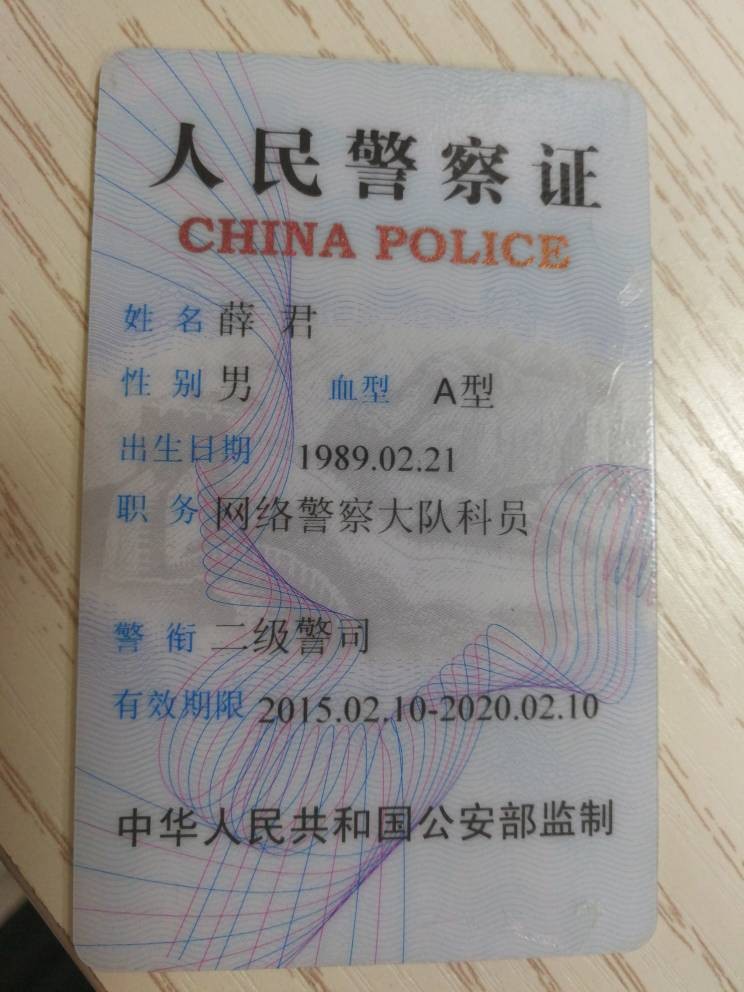 人民警察证
CHINA POLICE
姓 名 薛 君
性 别 男 血型 A型
出生日期 1989.02.21
职 务 网络警察大队科员
警 衔 二级警司
有效期限 2015.02.10-2020.02.10
中华人民共和国公安部监制